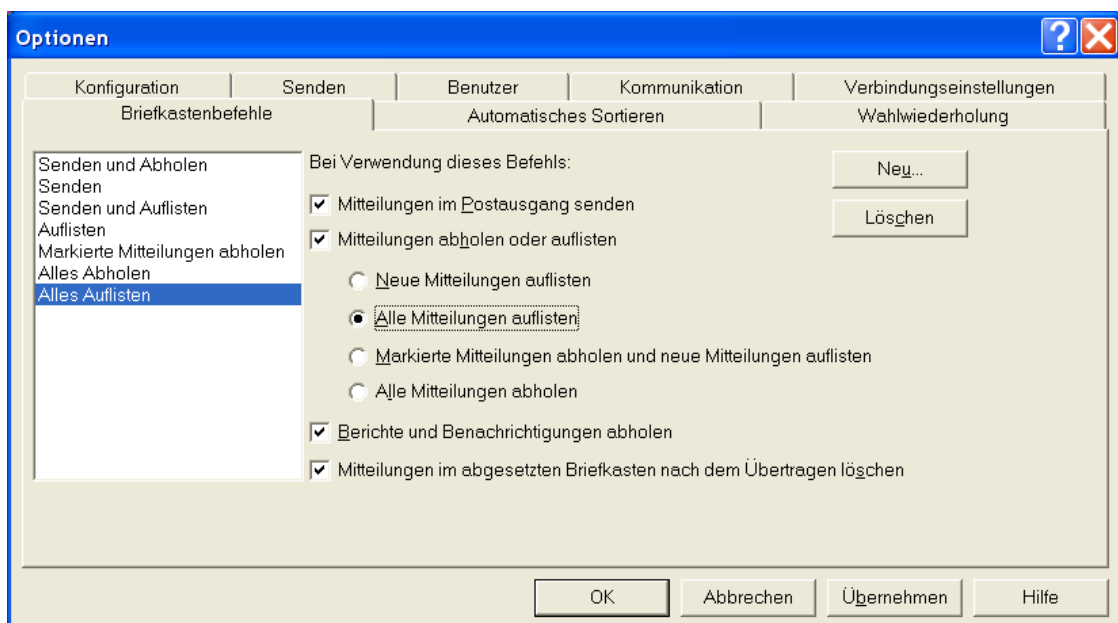 Optionen
Konfiguration
Senden
Benutzer
Kommunikation
Verbindungseinstellungen
Briefkastenbefehle
Automatisches Sortieren
Wahlwiederholung
Senden und Abholen
Senden
Senden und Auflisten
Auflisten
Markierte Mitteilungen abholen
Alles Abholen
Alles Auflisten
Bei Verwendung dieses Befehls:
Mitteilungen im Postausgang senden
Mitteilungen abholen oder auflisten
Neue Mitteilungen auflisten
Alle Mitteilungen auflisten
Markierte Mitteilungen abholen und neue Mitteilungen auflisten
Alle Mitteilungen abholen
Berichte und Benachrichtigungen abholen
Mitteilungen im abgesetzten Briefkasten nach dem Übertragen löschen
Neu...
Löschen
OK
Abbrechen
Übernehmen
Hilfe